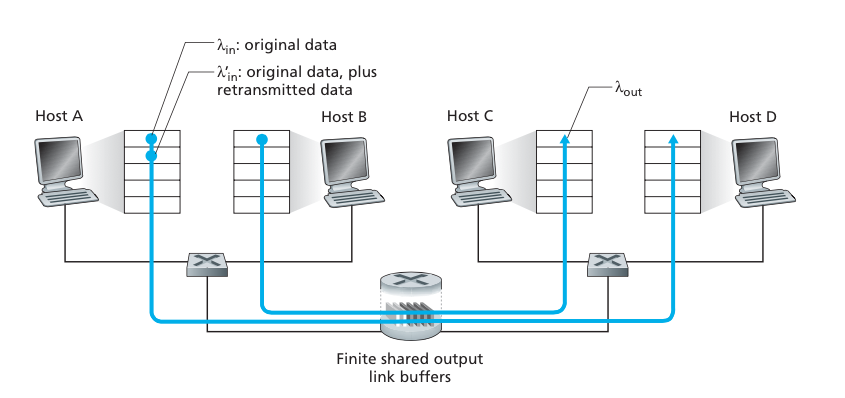 λin: original data
λ'in: original data, plus
retransmitted data
λout
Host A
Host B
Host C
Host D
Finite shared output
link buffers